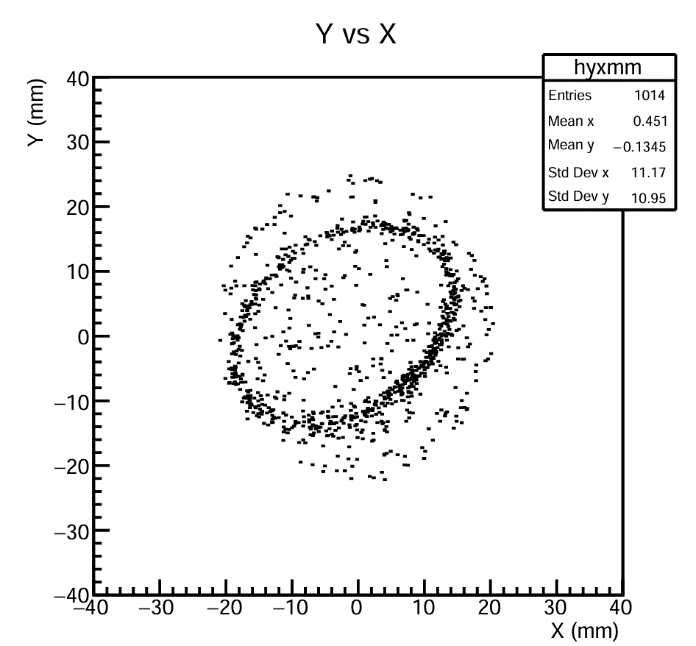 Y vs X
hyxmm
Entries 1014
Mean x 0.451
Mean y −0.1345
Std Dev x 11.17
Std Dev y 10.95
Y (mm)
40
30
20
10
0
−10
−20
−30
−40
−40 −30 −20 −10 0 10 20 30 40
X (mm)